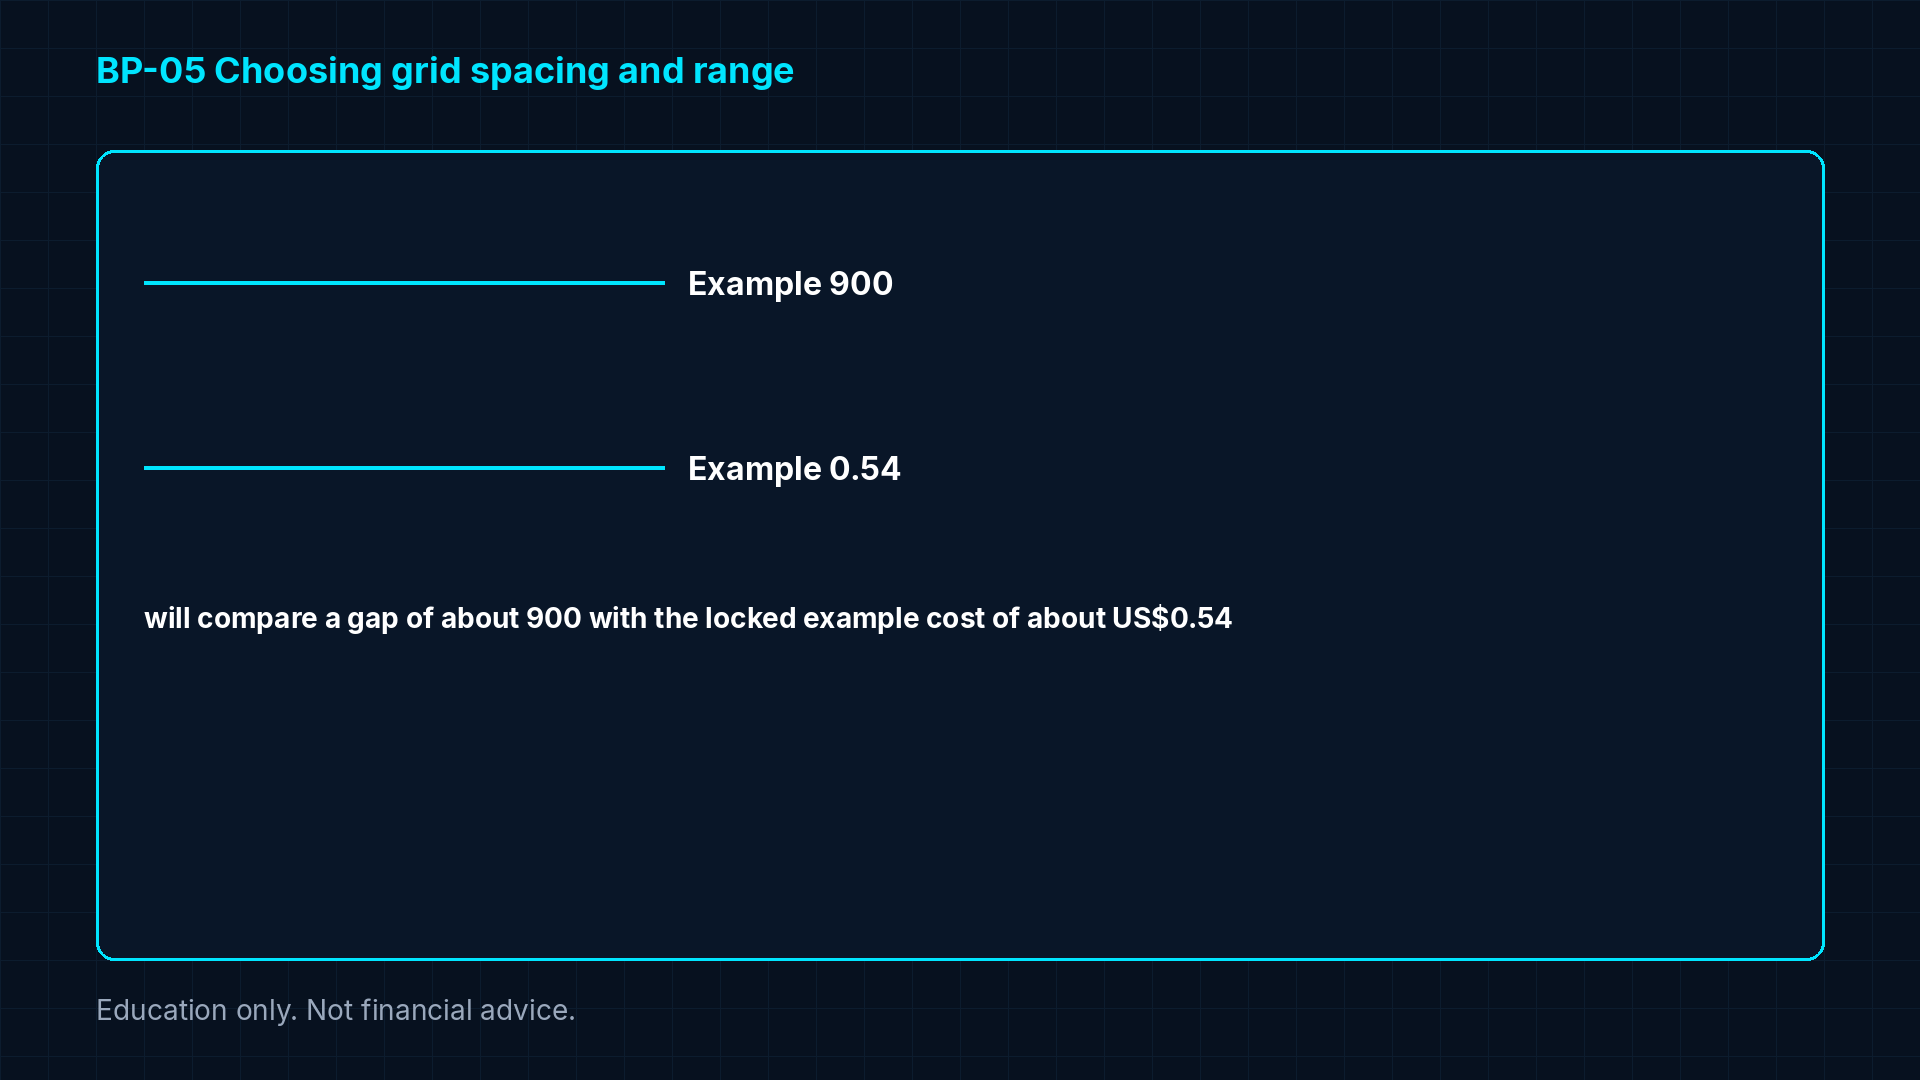 BP-05 Choosing grid spacing and range
Example 900
Example 0.54
will compare a gap of about 900 with the locked example cost of about US$0.54
Education only. Not financial advice.